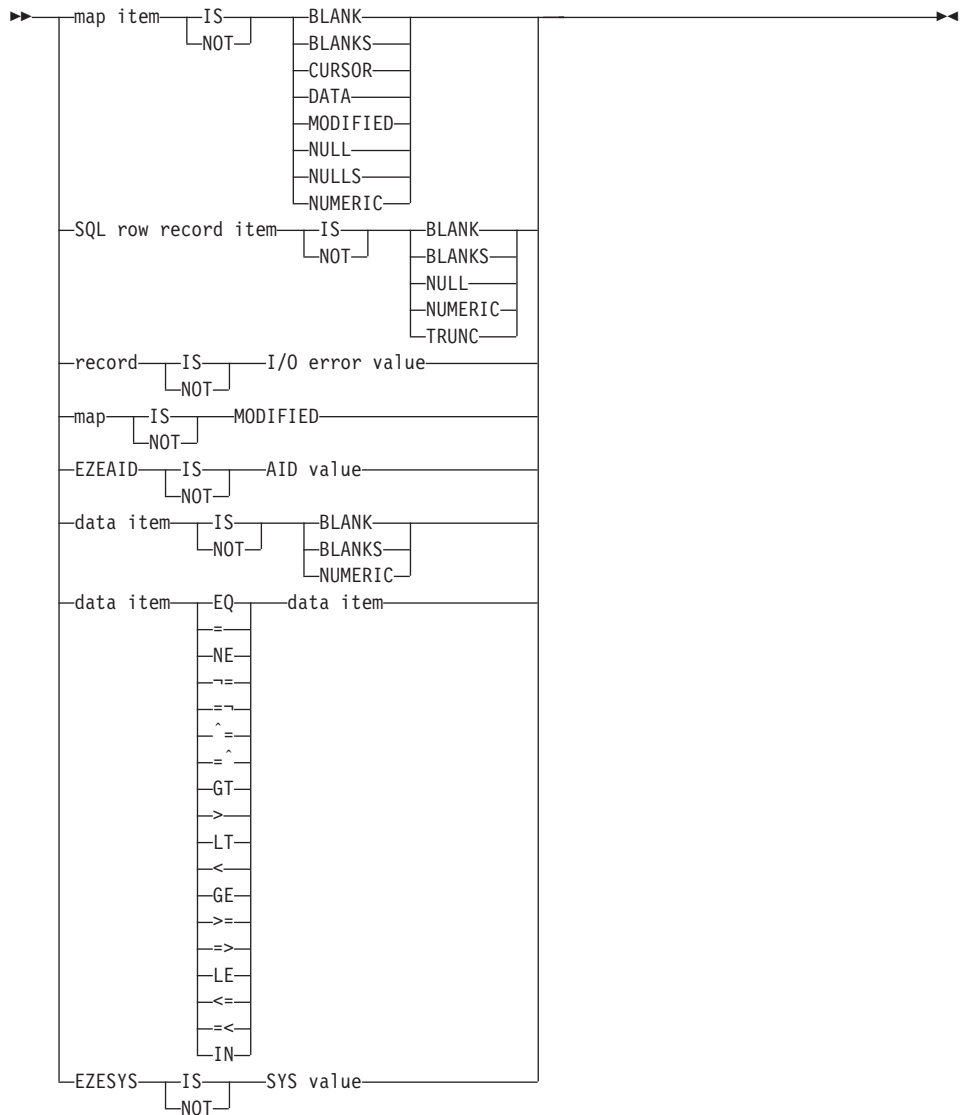 map item IS BLANK
NOT BLANKS
CURSOR
DATA
MODIFIED
NULL
NULLS
NUMERIC
SQL row record item IS BLANK
NOT BLANKS
NULL
NUMERIC
TRUNC
record IS I/O error value
NOT
map IS MODIFIED
NOT
EZEAID IS AID value
NOT
data item IS BLANK
NOT BLANKS
NUMERIC
data item EQ data item
=
NE
¬=
=¬
^=
=^
GT
>
LT
<
GE
>=
=>
LE
<=
=<
IN
EZESYS IS SYS value
NOT